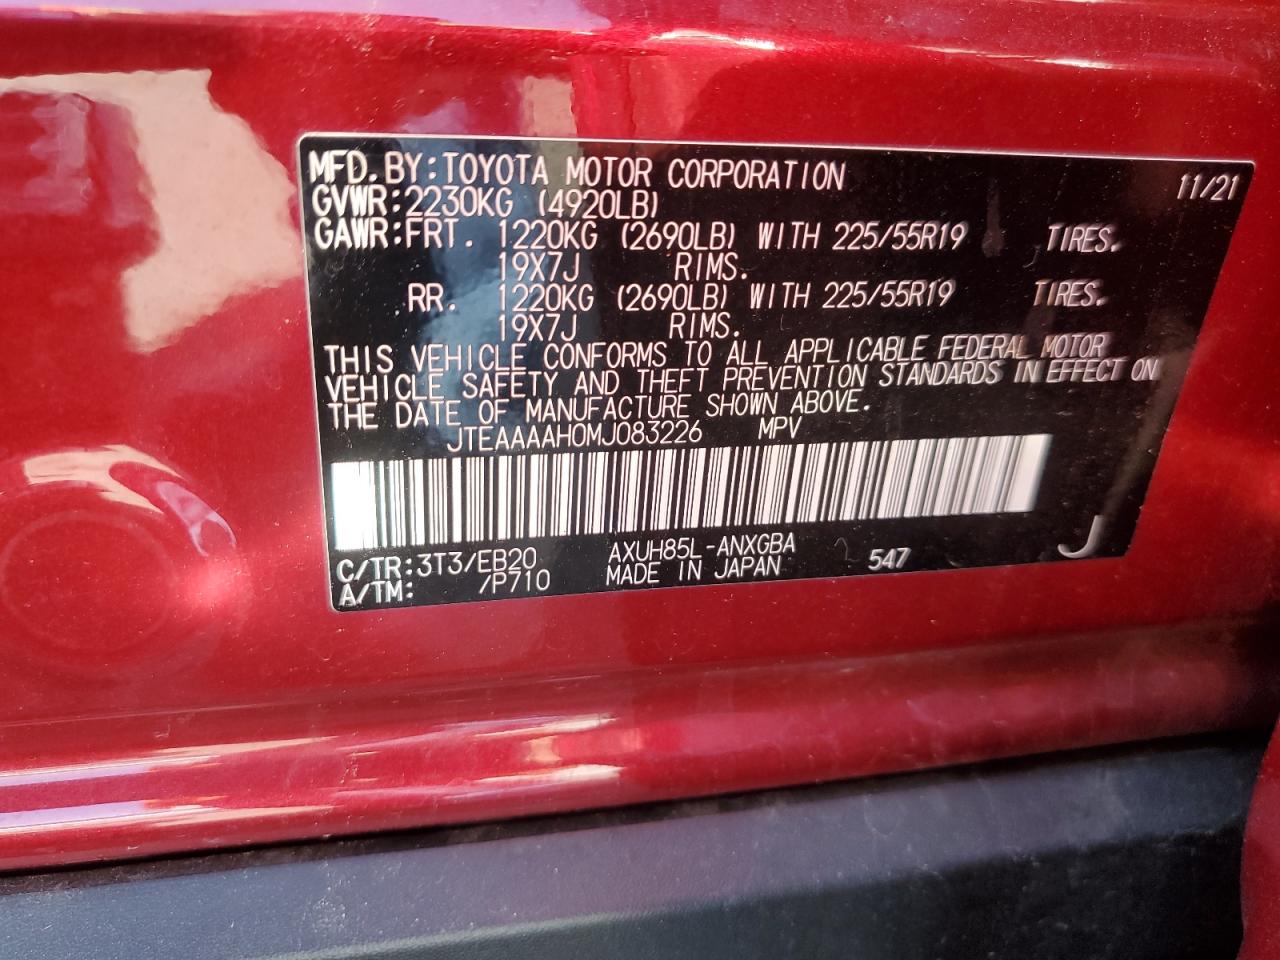 MFD. BY: TOYOTA MOTOR CORPORATION 11/21
GVWR: 2230KG (4920LB)
GAWR: FRT. 1220KG (2690LB) WITH 225/55R19 TIRES.
19X7J RIMS.
RR. 1220KG (2690LB) WITH 225/55R19 TIRES.
19X7J RIMS.
THIS VEHICLE CONFORMS TO ALL APPLICABLE FEDERAL MOTOR
VEHICLE SAFETY AND THEFT PREVENTION STANDARDS IN EFFECT ON
THE DATE OF MANUFACTURE SHOWN ABOVE.
JTEAAAAH0MJ083226 MPV
C/TR: 3T3/EB20 AXUH85L-ANXGBA 547 J
A/TM: /P710 MADE IN JAPAN